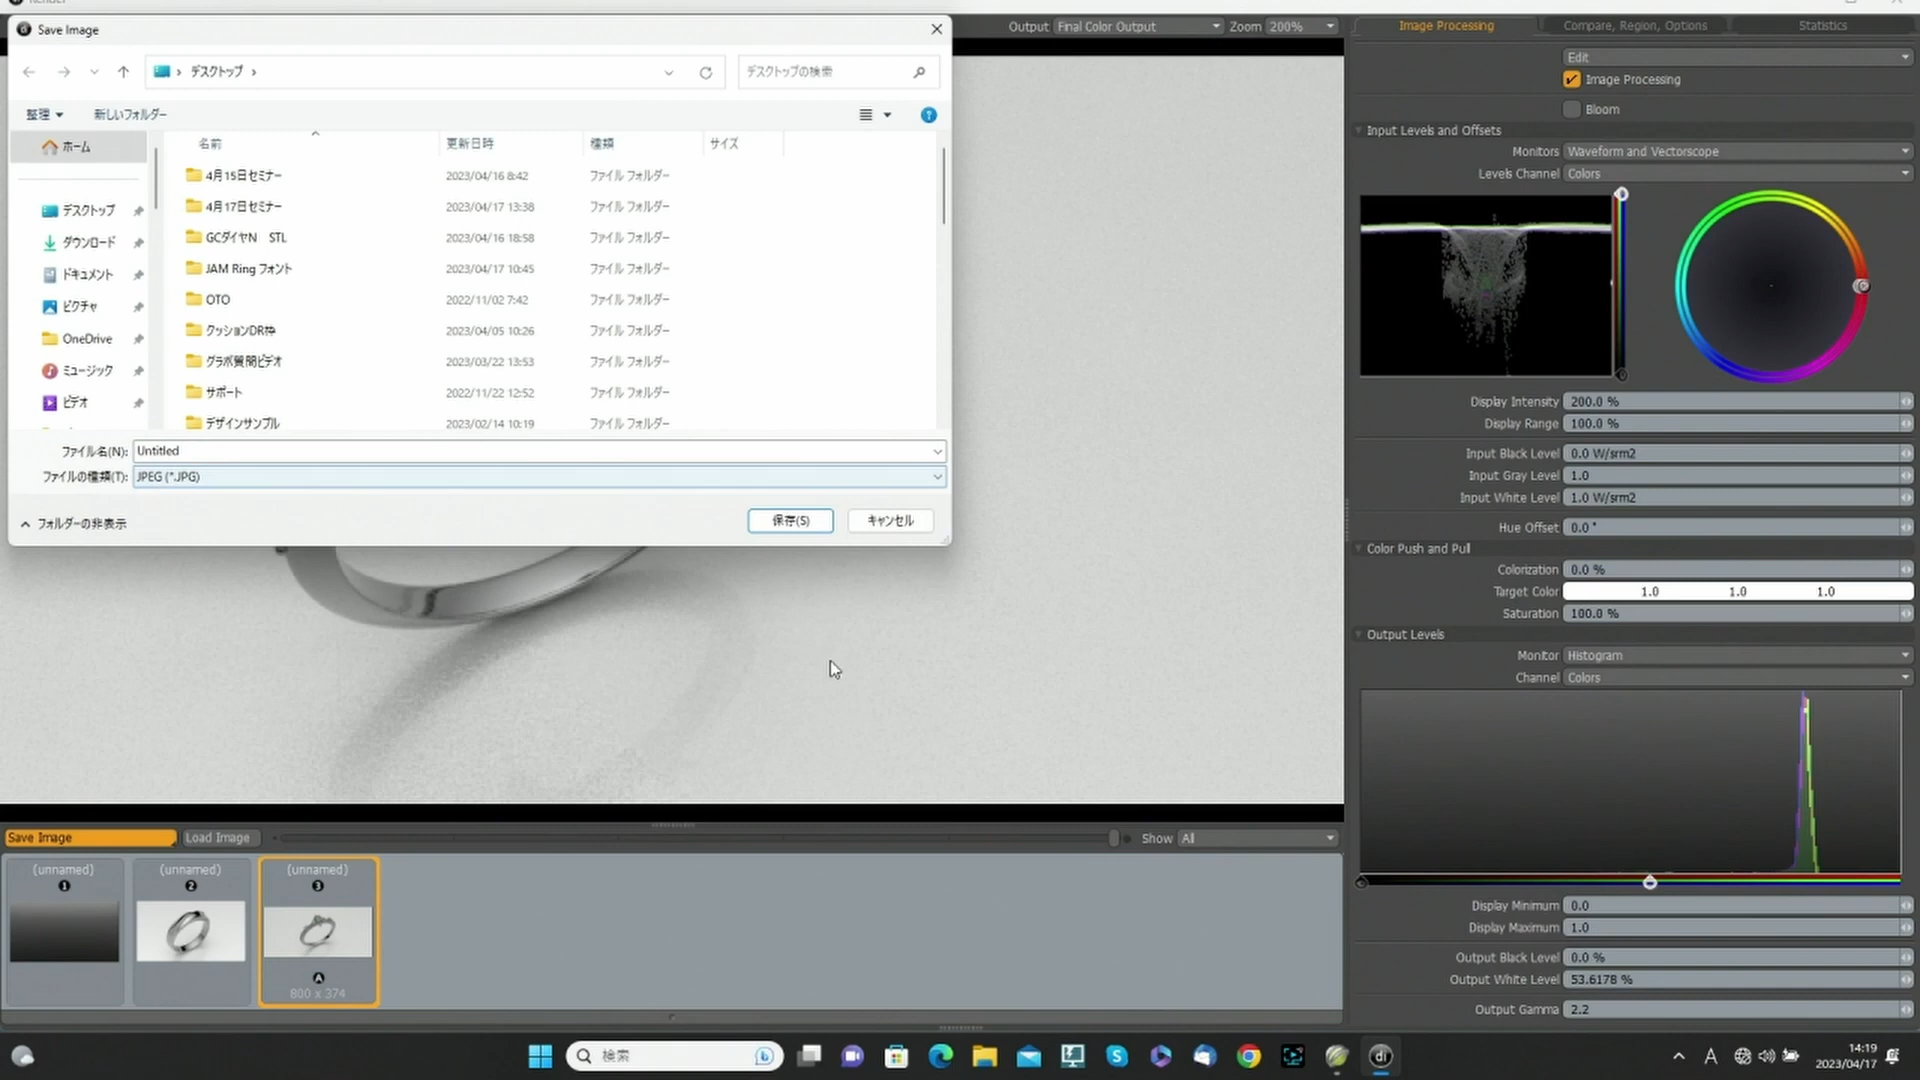 Render
Save Image
デスクトップ
デスクトップの検索
整理
新しいフォルダー
ホーム
デスクトップ
ダウンロード
ドキュメント
ピクチャ
OneDrive
ミュージック
ビデオ
名前 更新日時 種類 サイズ
4月15日セミナー 2023/04/16 8:42 ファイル フォルダー
4月17日セミナー 2023/04/17 13:38 ファイル フォルダー
GCダイヤN STL 2023/04/16 18:58 ファイル フォルダー
JAM Ring フォント 2023/04/17 10:45 ファイル フォルダー
OTO 2022/11/02 7:42 ファイル フォルダー
クッションDR枠 2023/04/05 10:26 ファイル フォルダー
グラボ質問ビデオ 2023/03/22 13:53 ファイル フォルダー
サポート 2022/11/22 12:52 ファイル フォルダー
デザインサンプル 2023/02/14 10:19 ファイル フォルダー
ファイル名(N): Untitled
ファイルの種類(T): JPEG (*.JPG)
フォルダーの非表示
保存(S)
キャンセル
Output Final Color Output Zoom 200%
Image Processing Compare, Region, Options Statistics
Edit
Image Processing
Bloom
Input Levels and Offsets
Monitors Waveform and Vectorscope
Levels Channel Colors
Display Intensity 200.0 %
Display Range 100.0 %
Input Black Level 0.0 W/srm2
Input Gray Level 1.0
Input White Level 1.0 W/srm2
Hue Offset 0.0 °
Color Push and Pull
Colorization 0.0 %
Target Color 1.0 1.0 1.0
Saturation 100.0 %
Output Levels
Monitor Histogram
Channel Colors
Display Minimum 0.0
Display Maximum 1.0
Output Black Level 0.0 %
Output White Level 53.6178 %
Output Gamma 2.2
Save Image Load Image Show All
(unnamed) (unnamed) (unnamed)
1 2 3
A
800 x 374
検索
A
14:19
2023/04/17